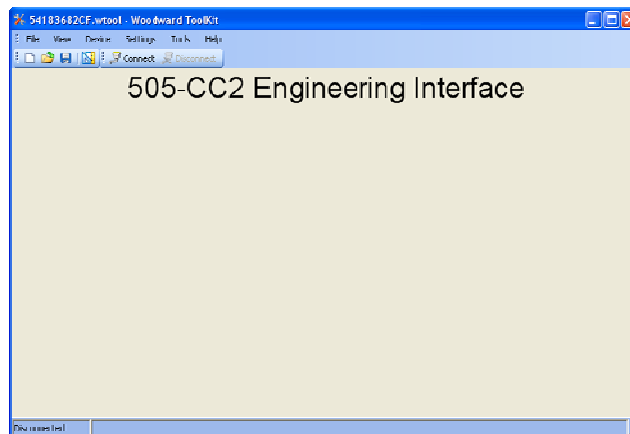 54183682CF.wtool - Woodward ToolKit
File View Device Settings Tools Help
Connect Disconnect
505-CC2 Engineering Interface
Disconnected